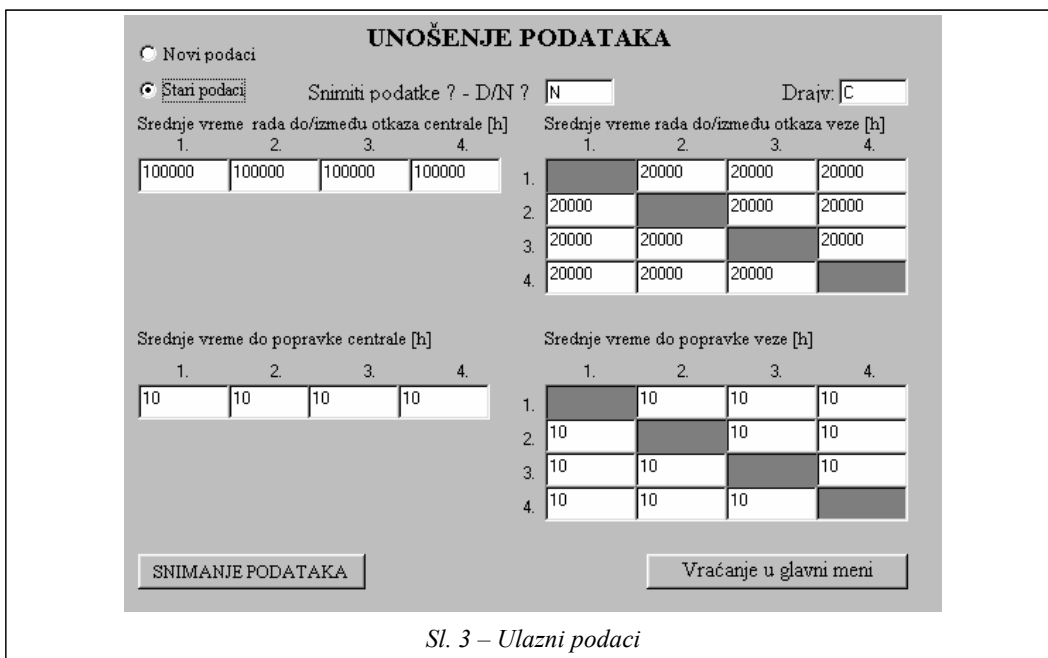 UNOŠENJE PODATAKA
Novi podaci
Stari podaci Snimiti podatke ? - D/N ? N Drajv: C
Srednje vreme rada do/između otkaza centrale [h] Srednje vreme rada do/između otkaza veze [h]
1. 2. 3. 4. 1. 2. 3. 4.
100000 100000 100000 100000 1. 20000 20000 20000
2. 20000 20000 20000
3. 20000 20000 20000
4. 20000 20000 20000
Srednje vreme do popravke centrale [h] Srednje vreme do popravke veze [h]
1. 2. 3. 4. 1. 2. 3. 4.
10 10 10 10 1. 10 10 10
2. 10 10 10
3. 10 10 10
4. 10 10 10
SNIMANJE PODATAKA Vraćanje u glavni meni
Sl. 3 – Ulazni podaci